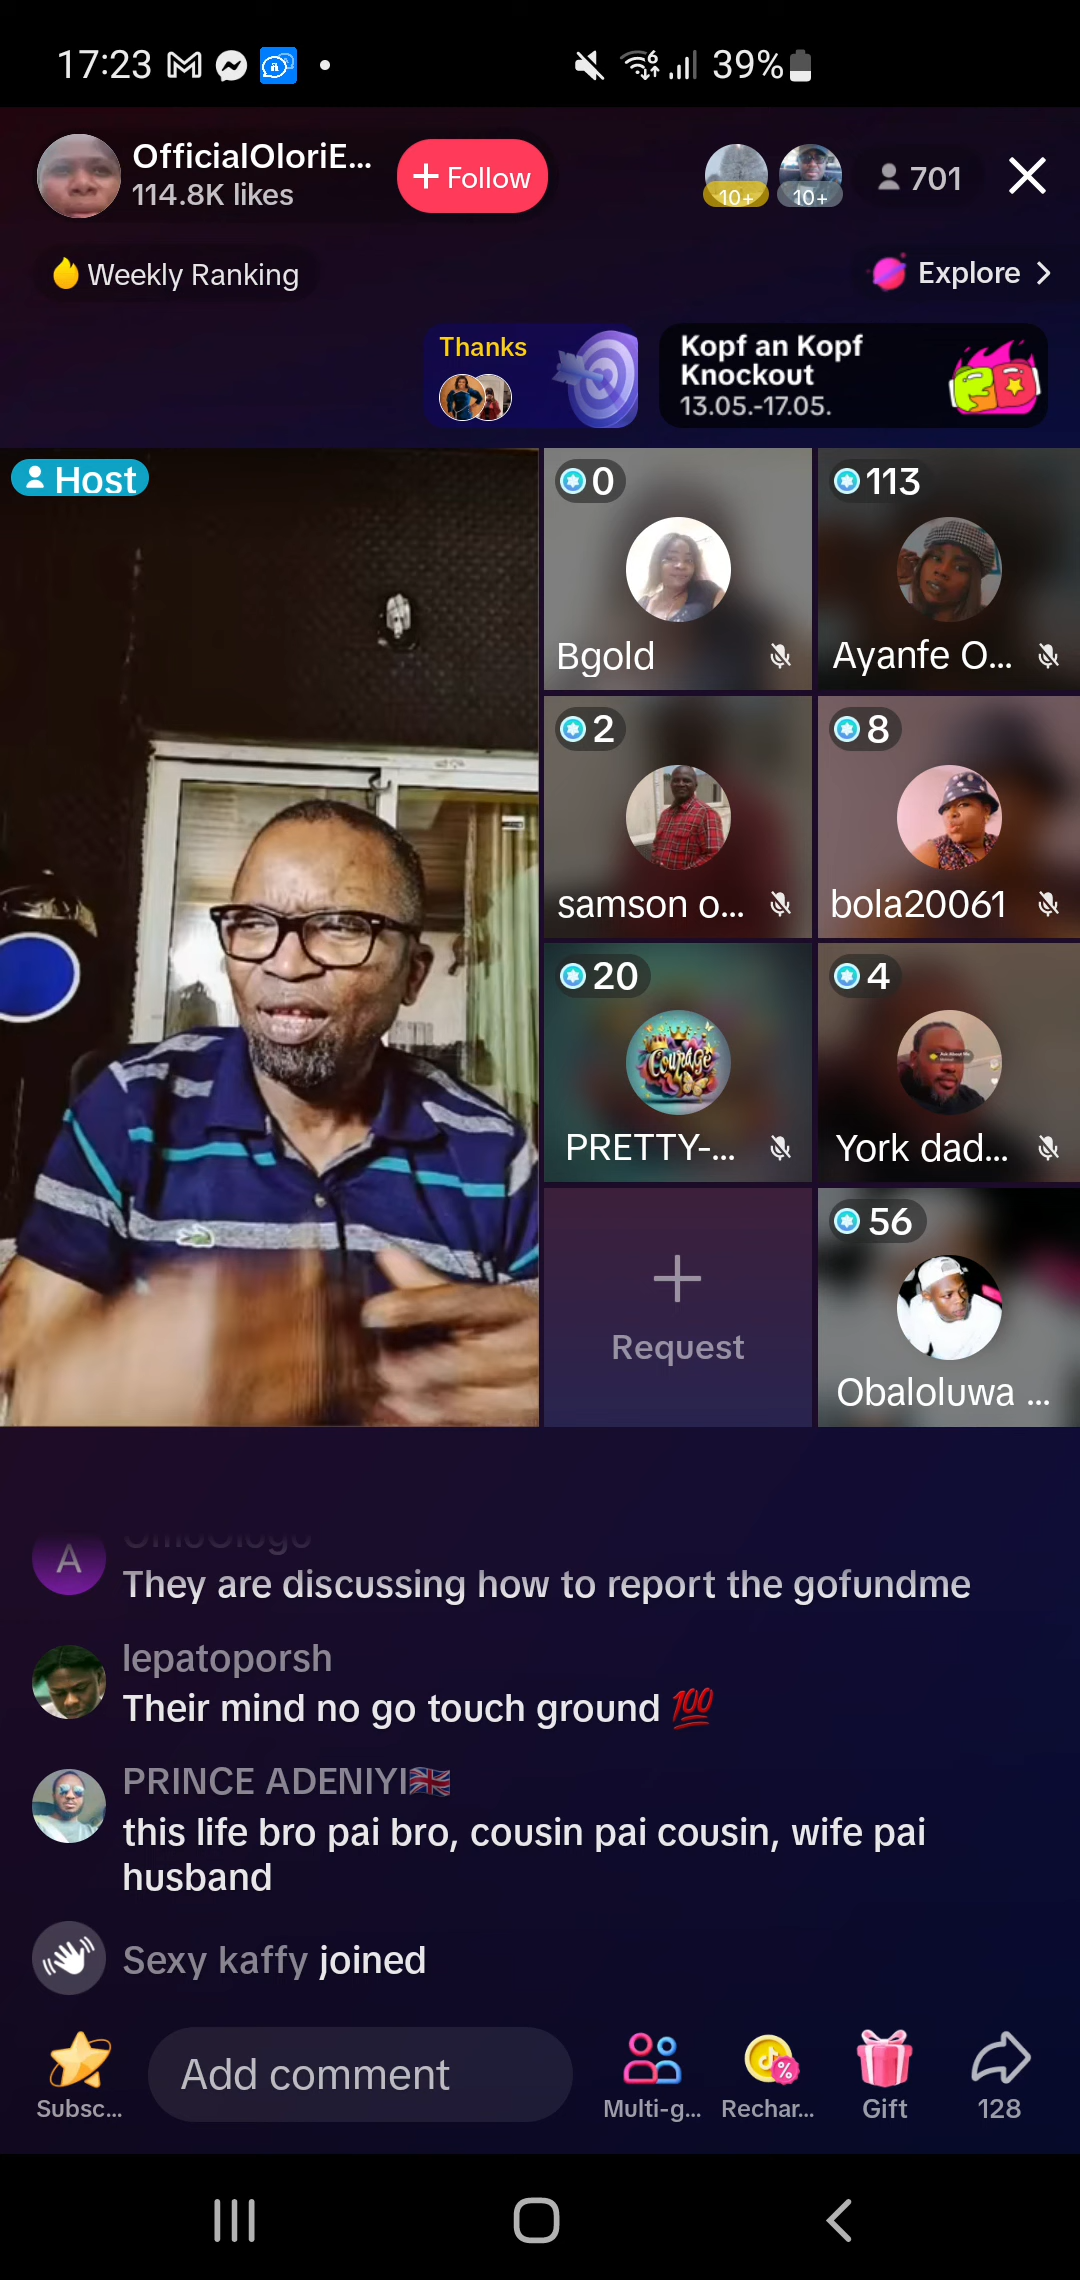 17:23
39%
OfficialOloriE...
114.8K likes
+ Follow
10+
10+
701
Weekly Ranking
Explore >
Thanks
Kopf an Kopf
Knockout
13.05.-17.05.
Host
0
Bgold
113
Ayanfe O...
2
samson o...
8
bola20061
20
Courage
PRETTY-...
4
York dad...
Request
56
Obaloluwa ...
A
They are discussing how to report the gofundme
lepatoporsh
Their mind no go touch ground 💯
PRINCE ADENIYI🇬🇧
this life bro pai bro, cousin pai cousin, wife pai
husband
Sexy kaffy joined
Add comment
Subsc...
Multi-g...
Rechar...
Gift
128